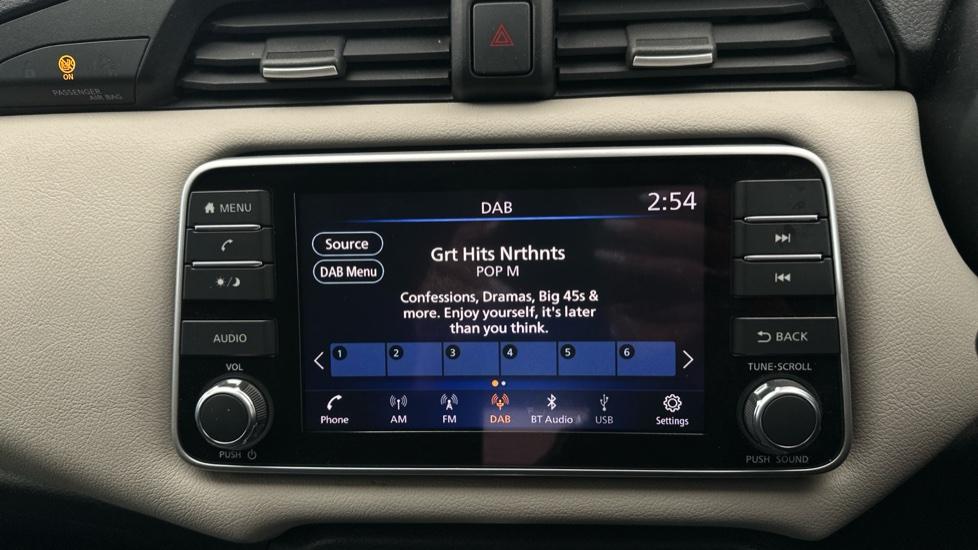 ON
PASSENGER
AIR BAG
MENU
AUDIO
VOL
PUSH
DAB
2:54
Source
DAB Menu
Grt Hits Nrthnts
POP M
Confessions, Dramas, Big 45s &
more. Enjoy yourself, it's later
than you think.
1 2 3 4 5 6
Phone AM FM DAB BT Audio USB Settings
BACK
TUNE·SCROLL
PUSH SOUND